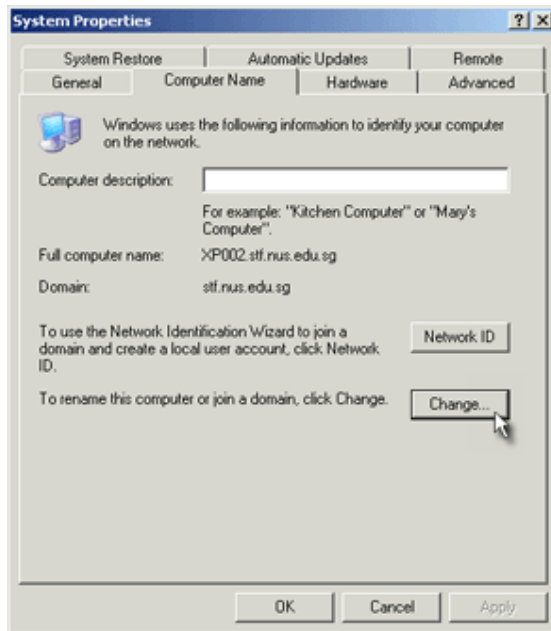 System Properties
System Restore
Automatic Updates
Remote
General
Computer Name
Hardware
Advanced
Windows uses the following information to identify your computer
on the network.
Computer description:
For example: "Kitchen Computer" or "Mary's
Computer".
Full computer name:
XP002.stf.nus.edu.sg
Domain:
stf.nus.edu.sg
To use the Network Identification Wizard to join a
domain and create a local user account, click Network
ID.
Network ID
To rename this computer or join a domain, click Change.
Change...
OK
Cancel
Apply